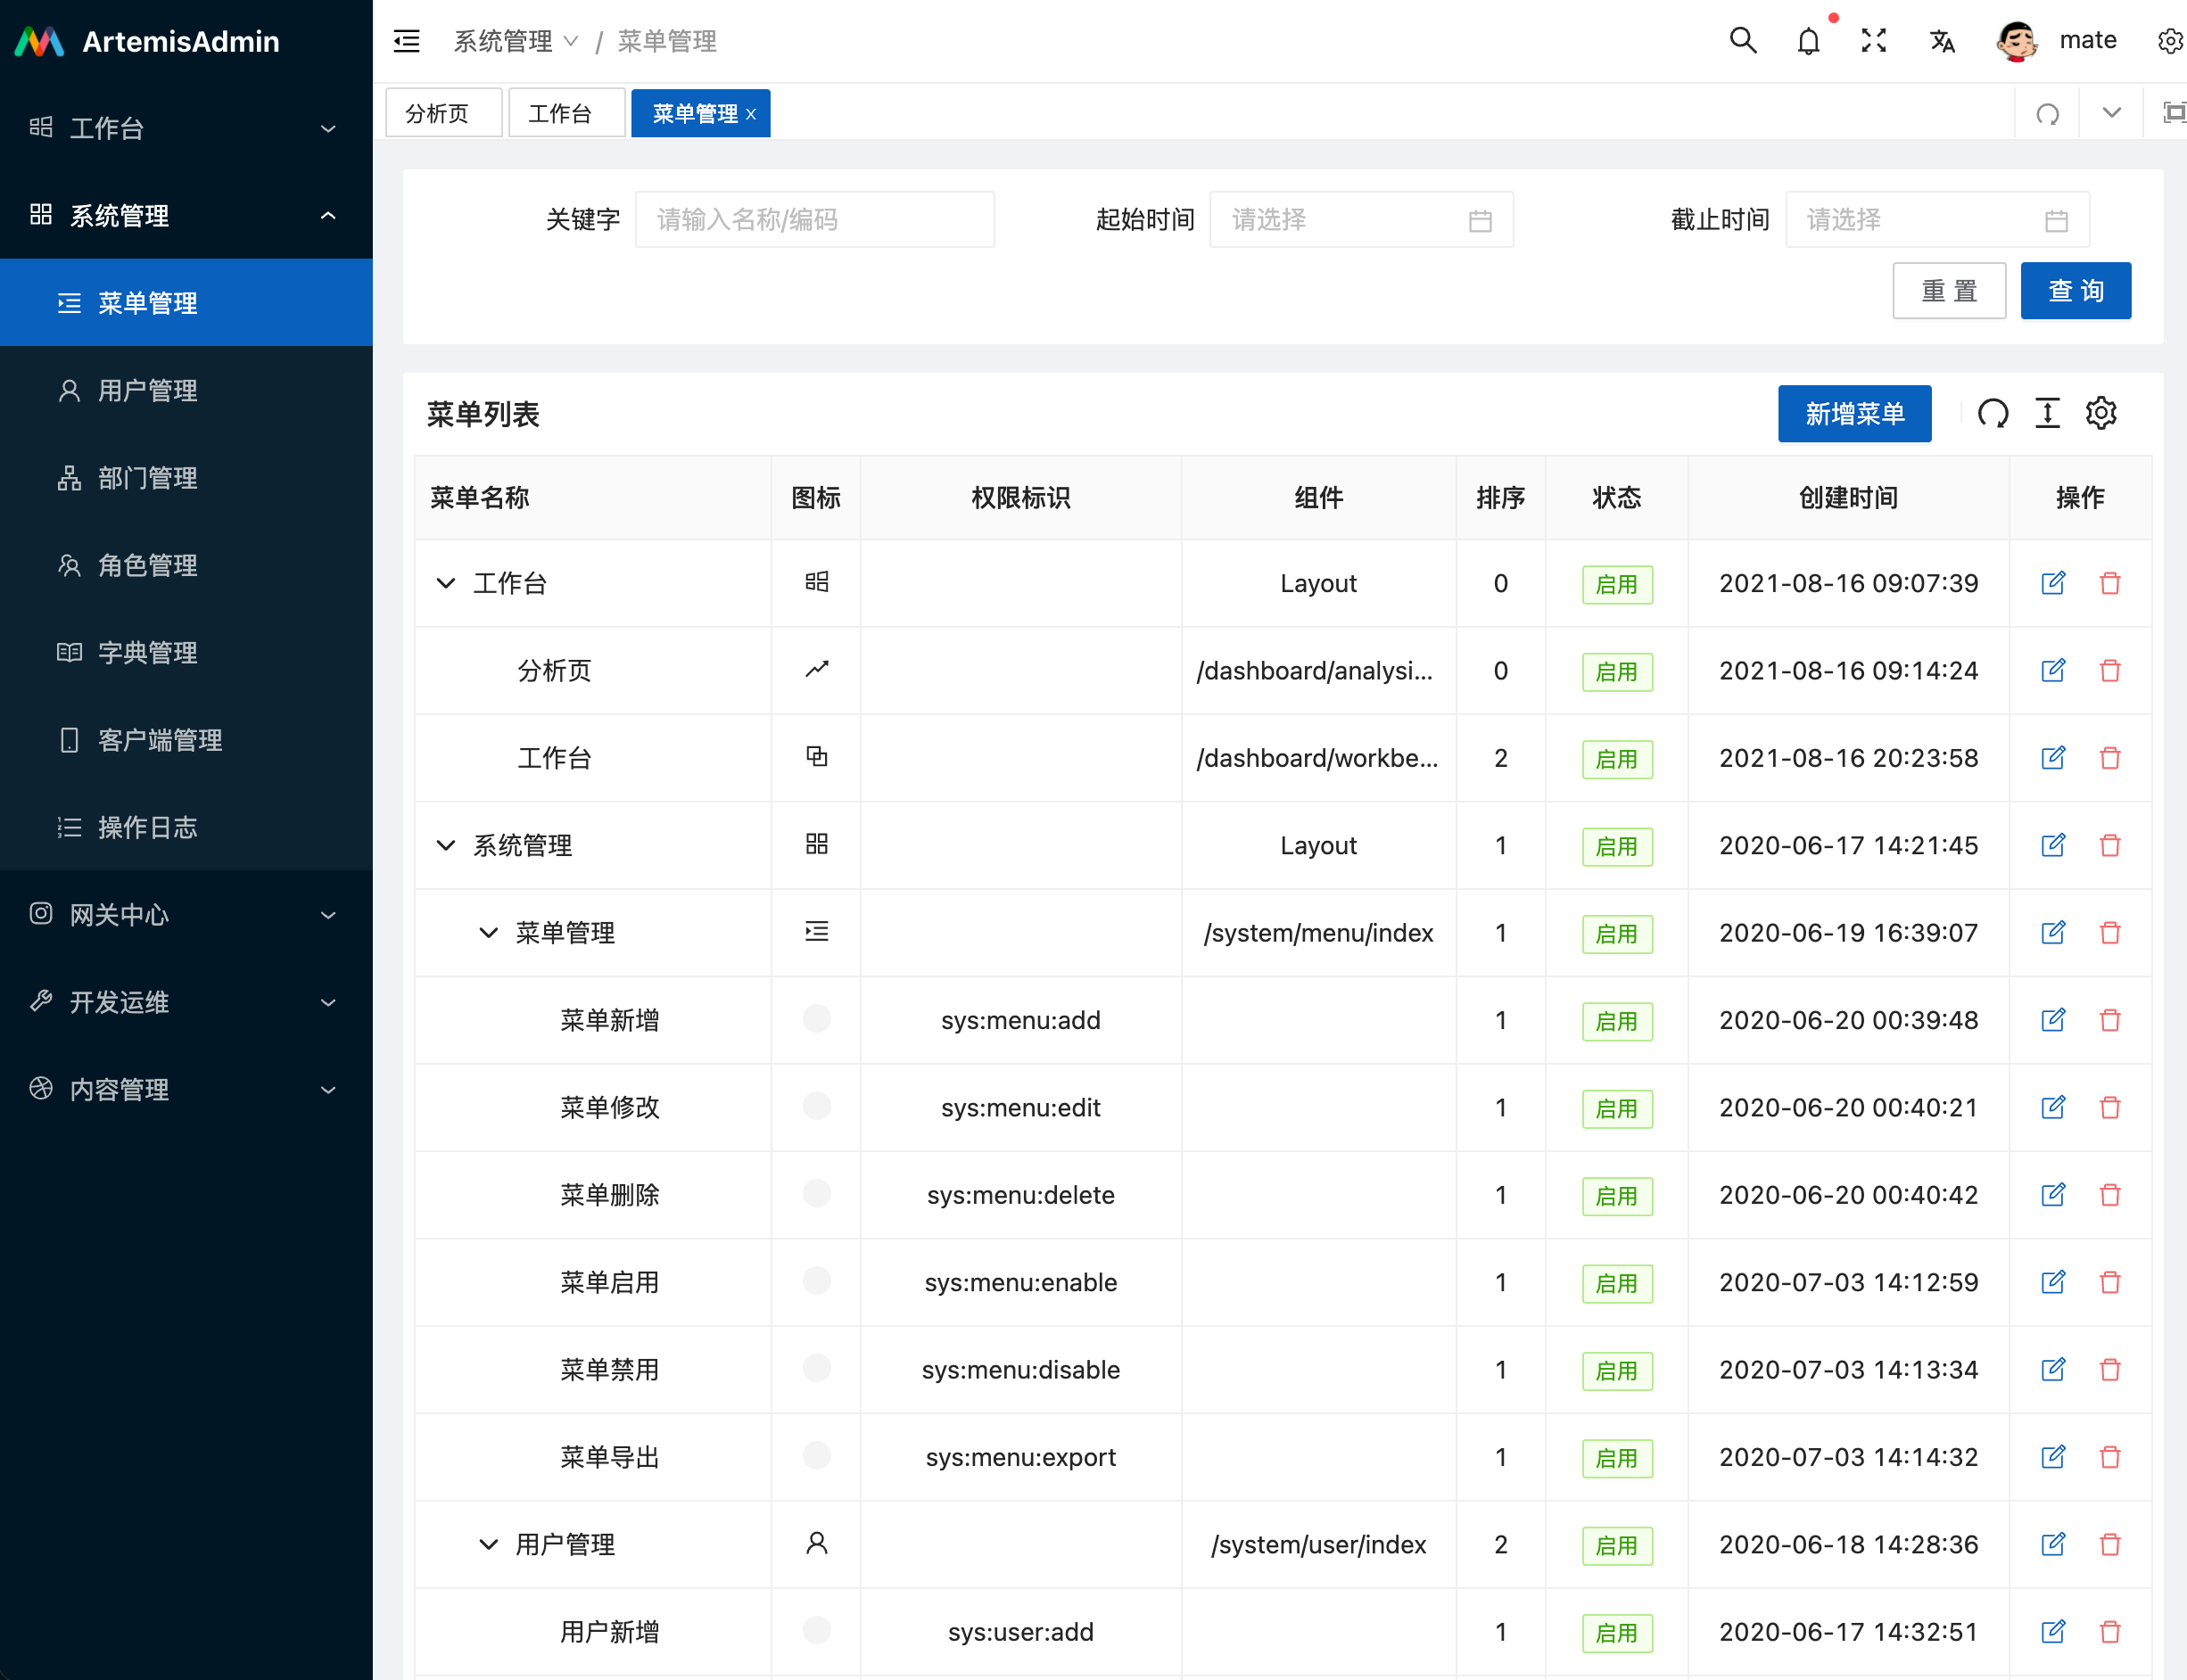 ArtemisAdmin
工作台
系统管理
菜单管理
用户管理
部门管理
角色管理
字典管理
客户端管理
操作日志
网关中心
开发运维
内容管理
系统管理 / 菜单管理
mate
分析页 工作台 菜单管理 x
关键字 请输入名称/编码 起始时间 请选择 截止时间 请选择
重 置 查 询
菜单列表 新增菜单
菜单名称 图标 权限标识 组件 排序 状态 创建时间 操作
工作台 Layout 0 启用 2021-08-16 09:07:39
分析页 /dashboard/analysi... 0 启用 2021-08-16 09:14:24
工作台 /dashboard/workbe... 2 启用 2021-08-16 20:23:58
系统管理 Layout 1 启用 2020-06-17 14:21:45
菜单管理 /system/menu/index 1 启用 2020-06-19 16:39:07
菜单新增 sys:menu:add 1 启用 2020-06-20 00:39:48
菜单修改 sys:menu:edit 1 启用 2020-06-20 00:40:21
菜单删除 sys:menu:delete 1 启用 2020-06-20 00:40:42
菜单启用 sys:menu:enable 1 启用 2020-07-03 14:12:59
菜单禁用 sys:menu:disable 1 启用 2020-07-03 14:13:34
菜单导出 sys:menu:export 1 启用 2020-07-03 14:14:32
用户管理 /system/user/index 2 启用 2020-06-18 14:28:36
用户新增 sys:user:add 1 启用 2020-06-17 14:32:51